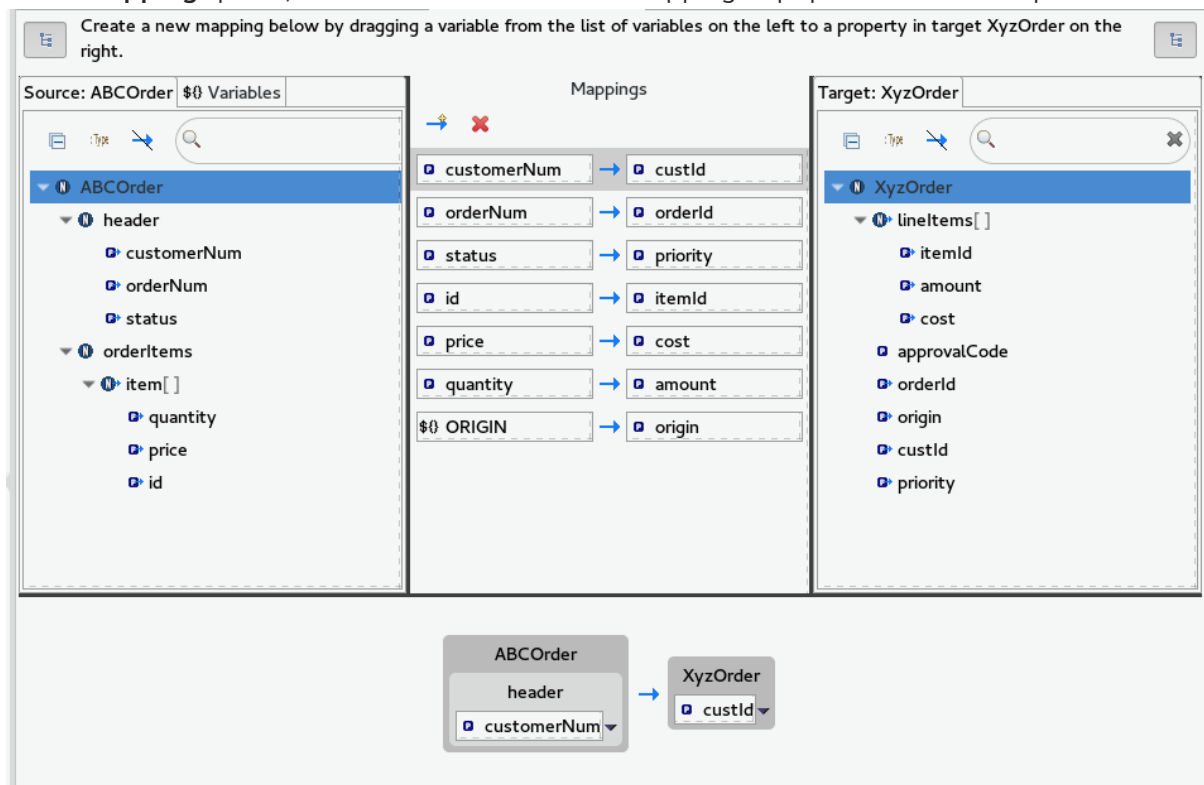 Create a new mapping below by dragging a variable from the list of variables on the left to a property in target XyzOrder on the
right.
Source: ABCOrder ${} Variables
Mappings
Target: XyzOrder
:Type
:Type
ABCOrder
header
customerNum
orderNum
status
orderItems
item[ ]
quantity
price
id
customerNum custId
orderNum orderId
status priority
id itemId
price cost
quantity amount
${} ORIGIN origin
XyzOrder
lineItems[ ]
itemId
amount
cost
approvalCode
orderId
origin
custId
priority
ABCOrder
header
customerNum
XyzOrder
custId